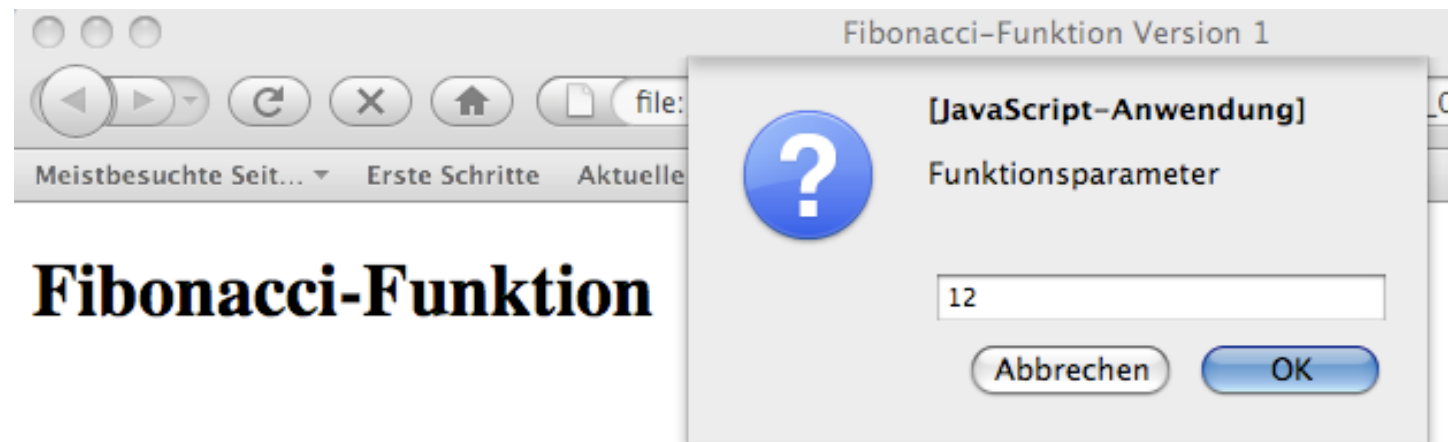 Fibonacci-Funktion Version 1
file:
[JavaScript-Anwendung]
Meistbesuchte Seit... Erste Schritte Aktuelle
Funktionsparameter
Fibonacci-Funktion
12
Abbrechen OK